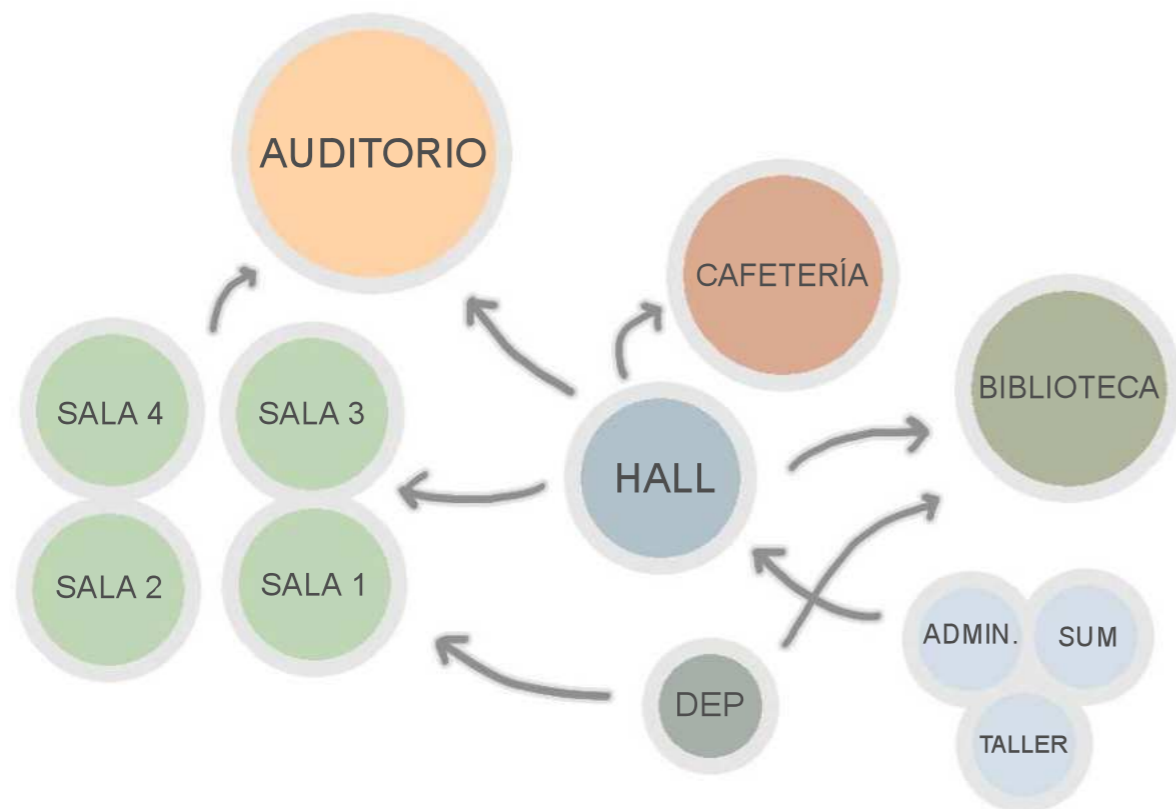 AUDITORIO
CAFETERÍA
BIBLIOTECA
SALA 4
SALA 3
HALL
SALA 2
SALA 1
ADMIN.
SUM
DEP
TALLER